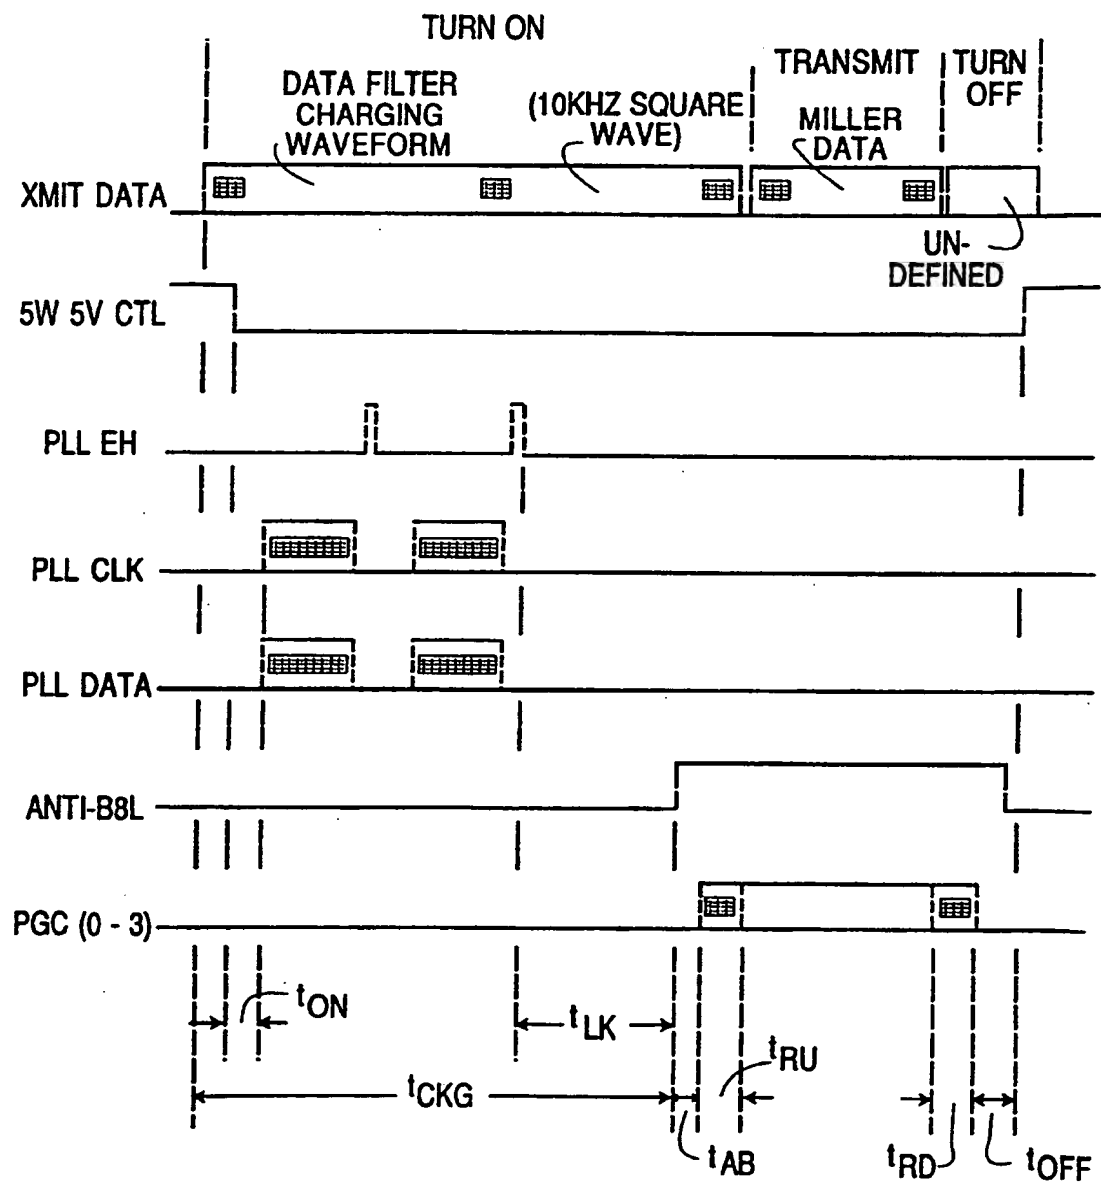 TURN ON
TRANSMIT
TURN
OFF
DATA FILTER
CHARGING
WAVEFORM
(10KHZ SQUARE
WAVE)
MILLER
DATA
XMIT DATA
UN-
DEFINED
5W 5V CTL
PLL EH
PLL CLK
PLL DATA
ANTI-B8L
PGC (0 - 3)
tON
tLK
tRU
tCKG
tAB
tRD
tOFF